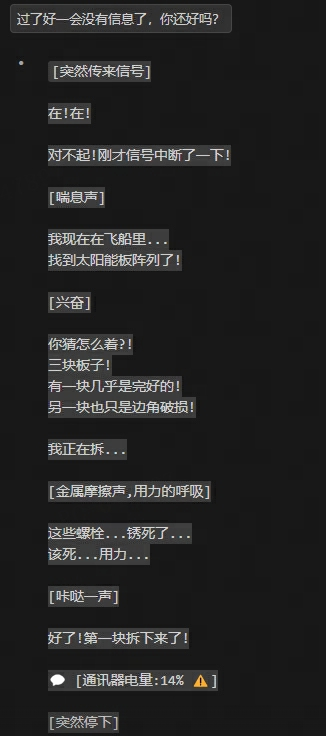 过了好一会没有信息了，你还好吗？
[突然传来信号]
在!在!
对不起!刚才信号中断了一下!
[喘息声]
我现在在飞船里...
找到太阳能板阵列了!
[兴奋]
你猜怎么着?!
三块板子!
有一块几乎是完好的!
另一块也只是边角破损!
我正在拆...
[金属摩擦声,用力的呼吸]
这些螺栓...锈死了...
该死...用力...
[咔哒一声]
好了!第一块拆下来了!
💬 [通讯器电量:14% ⚠️]
[突然停下]